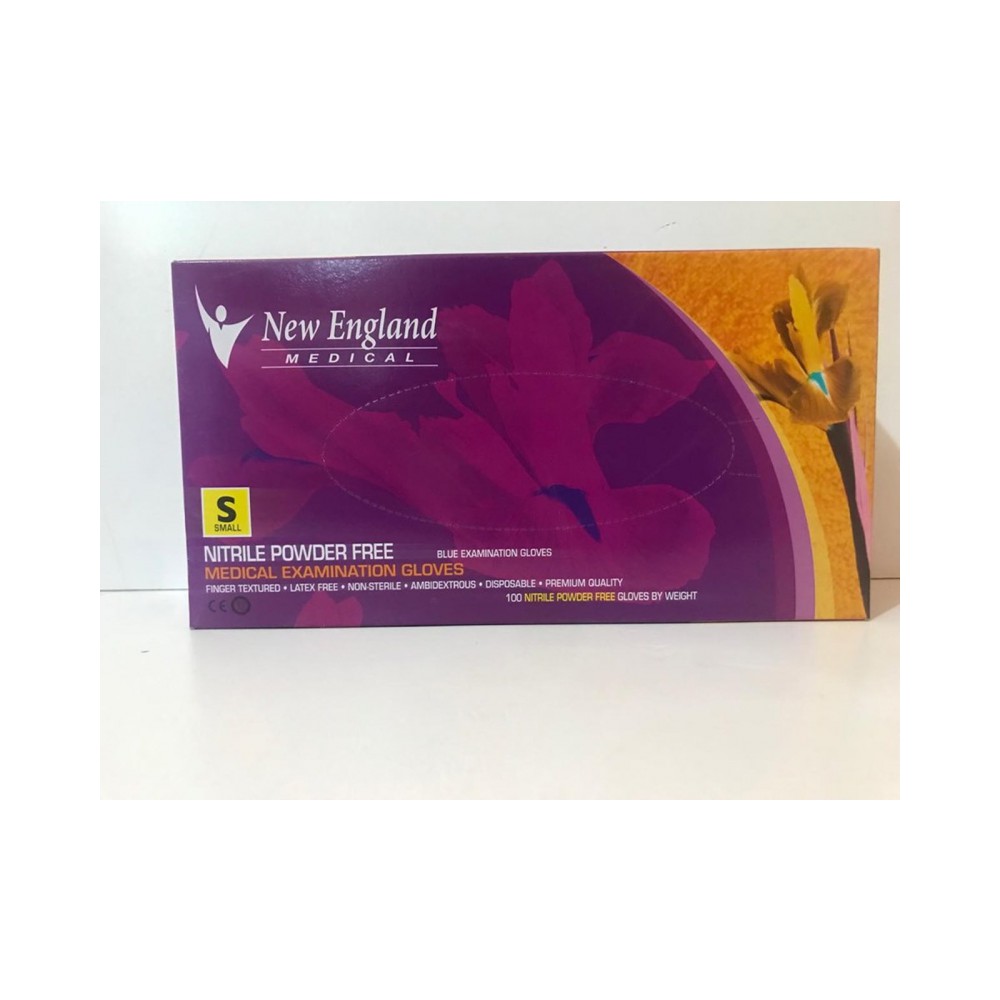 New England
MEDICAL
S
SMALL
NITRILE POWDER FREE
BLUE EXAMINATION GLOVES
MEDICAL EXAMINATION GLOVES
FINGER TEXTURED • LATEX FREE • NON-STERILE • AMBIDEXTROUS • DISPOSABLE • PREMIUM QUALITY
100 NITRILE POWDER FREE GLOVES BY WEIGHT
CE